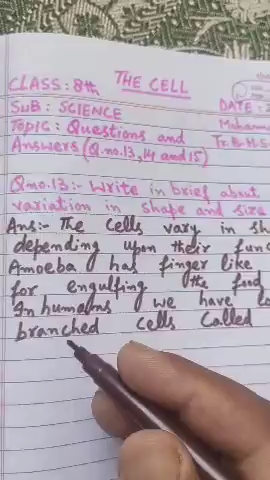 THE CELL
CLASS: 8th
SUB: SCIENCE
DATE:
TOPIC: Questions and
Answers (Q.no.13, 14 and 15)
Q.no.13:- Write in brief about
variation in shape and size
Ans:- The cells vary in
depending upon their
Amoeba has finger like
for engulfing the food
In humans we have
branched cells called